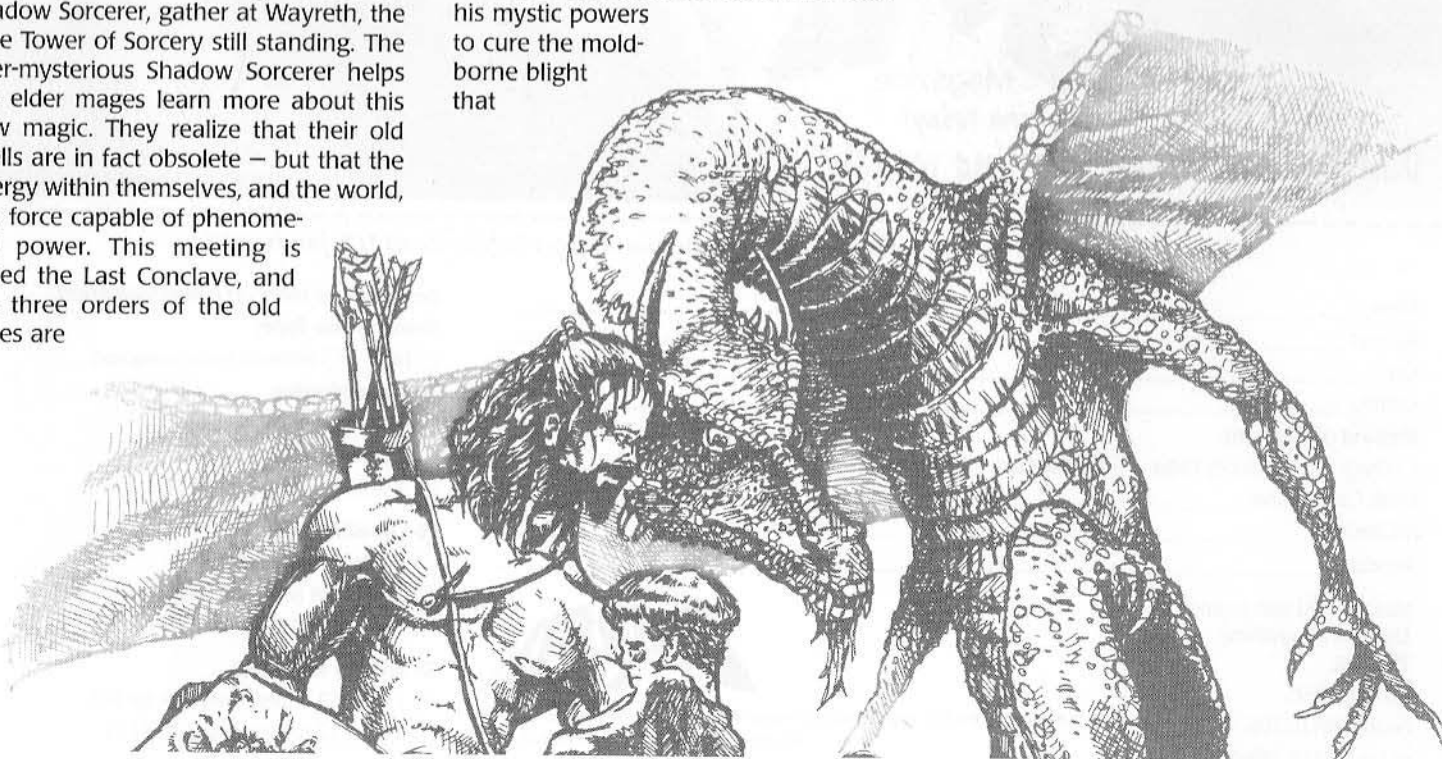 adow Sorcerer, gather at Wayreth, the
e Tower of Sorcery still standing. The
er-mysterious Shadow Sorcerer helps
elder mages learn more about this
w magic. They realize that their old
lls are in fact obsolete — but that the
ergy within themselves, and the world,
force capable of phenome-
power. This meeting is
ed the Last Conclave, and
three orders of the old
es are
his mystic powers
to cure the mold-
borne blight
that